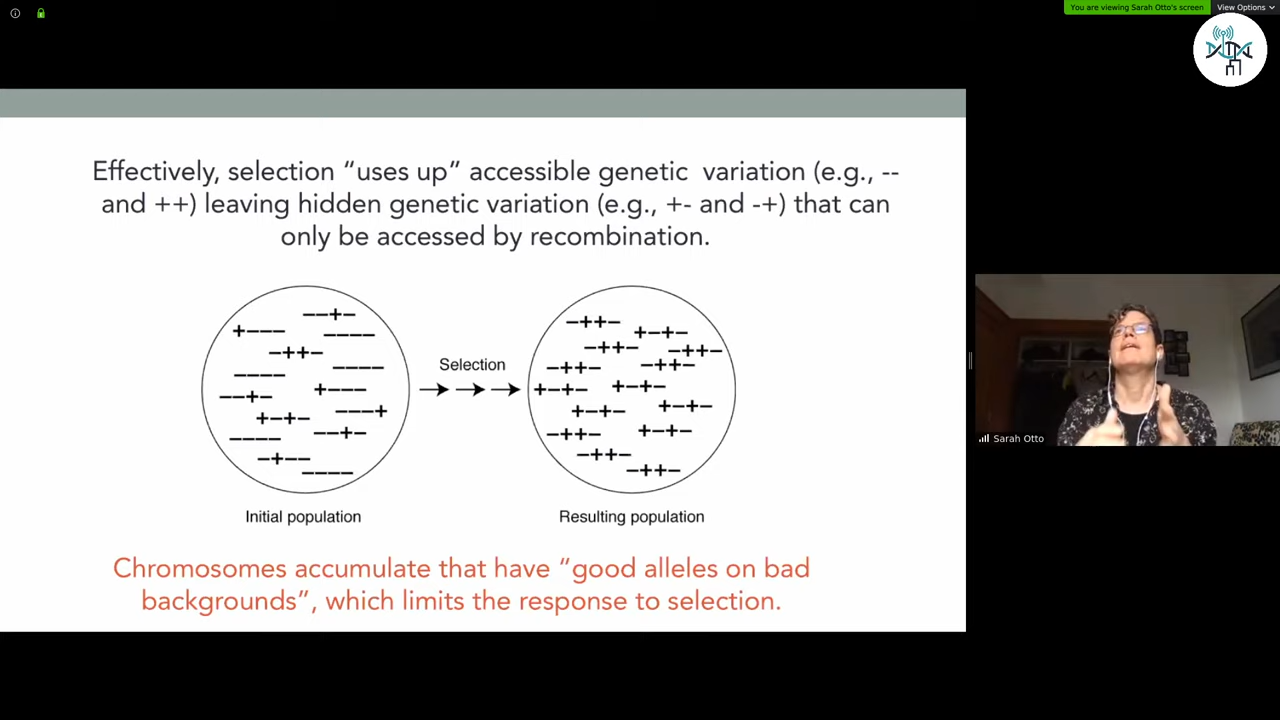 You are viewing Sarah Otto's screen
View Options
Effectively, selection “uses up” accessible genetic variation (e.g., --
and ++) leaving hidden genetic variation (e.g., +- and -+) that can
only be accessed by recombination.
−−+−
+−−−
−−−−
−++−
−−−−
−−−−
+−−−
−−+−
−−−+
+−+−
−−+−
−−−−
−+−−
−−−−
Selection
−++−
+−+−
−++−
−++−
−++−
−++−
+−+−
+−+−
+−+−
+−+−
−++−
+−+−
−++−
−++−
Initial population
Resulting population
Chromosomes accumulate that have “good alleles on bad
backgrounds”, which limits the response to selection.
Sarah Otto